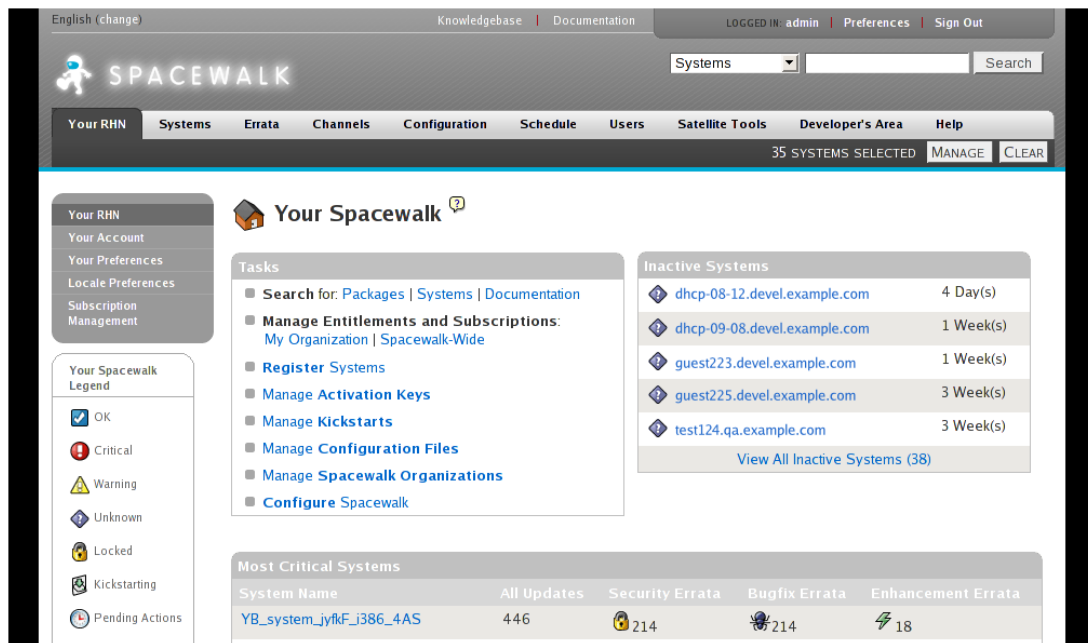 English (change)
Knowledgebase | Documentation
LOGGED IN: admin | Preferences | Sign Out
SPACEWALK
Systems
Search
Your RHN Systems Errata Channels Configuration Schedule Users Satellite Tools Developer's Area Help
35 SYSTEMS SELECTED MANAGE CLEAR
Your RHN
Your Account
Your Preferences
Locale Preferences
Subscription
Management
Your Spacewalk
Legend
OK
Critical
Warning
Unknown
Locked
Kickstarting
Pending Actions
Your Spacewalk
Tasks
Search for: Packages | Systems | Documentation
Manage Entitlements and Subscriptions:
My Organization | Spacewalk-Wide
Register Systems
Manage Activation Keys
Manage Kickstarts
Manage Configuration Files
Manage Spacewalk Organizations
Configure Spacewalk
Inactive Systems
dhcp-08-12.devel.example.com 4 Day(s)
dhcp-09-08.devel.example.com 1 Week(s)
guest223.devel.example.com 1 Week(s)
guest225.devel.example.com 3 Week(s)
test124.qa.example.com 3 Week(s)
View All Inactive Systems (38)
Most Critical Systems
System Name All Updates Security Errata Bugfix Errata Enhancement Errata
YB_system_jyfkF_i386_4AS 446 214 214 18